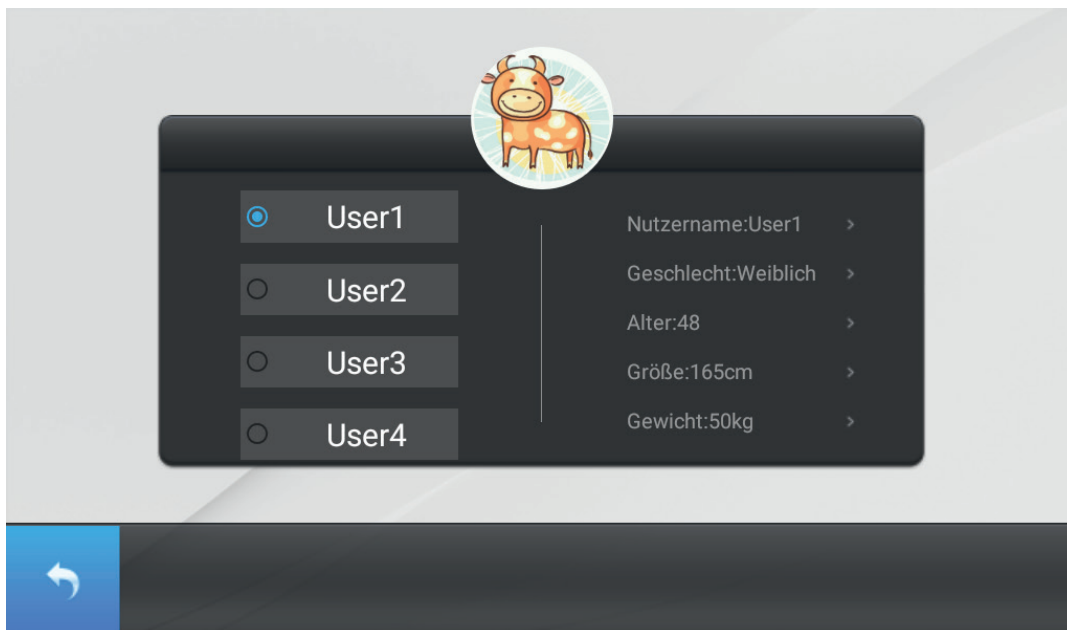 User1
User2
User3
User4
Nutzername:User1
Geschlecht:Weiblich
Alter:48
Größe:165cm
Gewicht:50kg